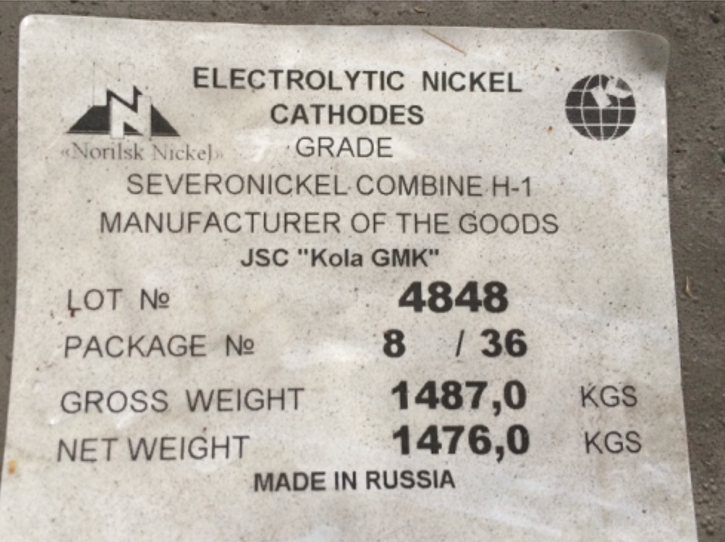 ELECTROLYTIC NICKEL
CATHODES
«Norilsk Nickel»
GRADE
SEVERONICKEL COMBINE H-1
MANUFACTURER OF THE GOODS
JSC "Kola GMK"
LOT № 4848
PACKAGE № 8 / 36
GROSS WEIGHT 1487,0 KGS
NET WEIGHT 1476,0 KGS
MADE IN RUSSIA